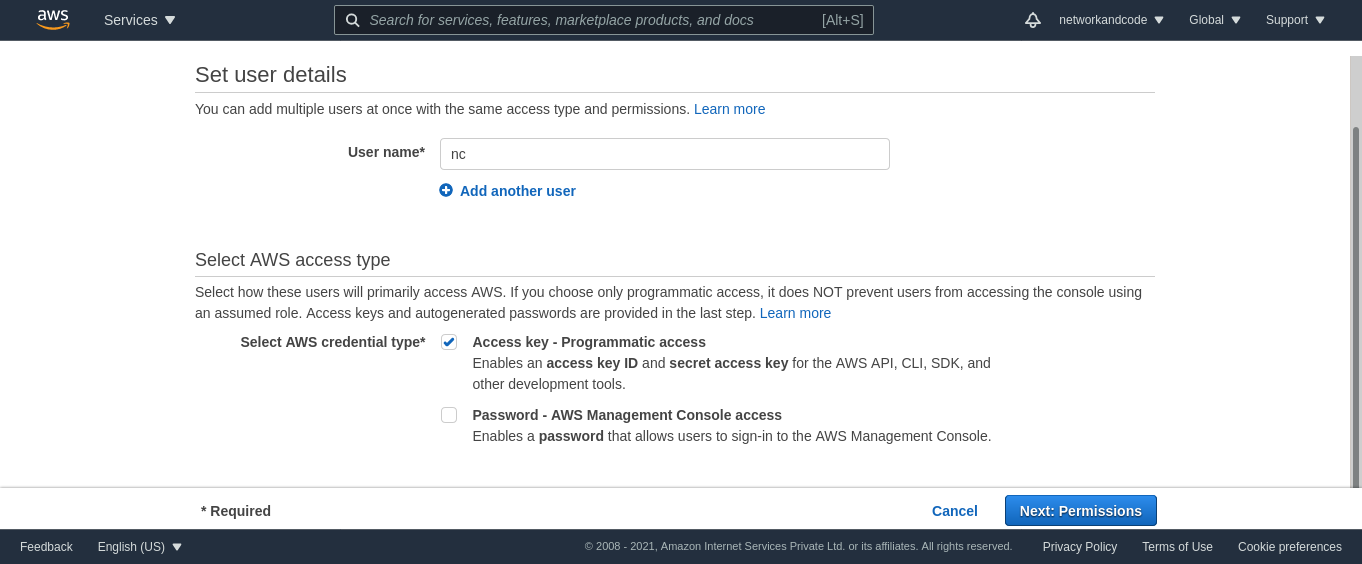 aws Services Search for services, features, marketplace products, and docs [Alt+S] networkandcode Global Support
Set user details
You can add multiple users at once with the same access type and permissions. Learn more
User name* nc
Add another user
Select AWS access type
Select how these users will primarily access AWS. If you choose only programmatic access, it does NOT prevent users from accessing the console using
an assumed role. Access keys and autogenerated passwords are provided in the last step. Learn more
Select AWS credential type* Access key - Programmatic access
Enables an access key ID and secret access key for the AWS API, CLI, SDK, and
other development tools.
Password - AWS Management Console access
Enables a password that allows users to sign-in to the AWS Management Console.
* Required Cancel Next: Permissions
Feedback English (US) © 2008 - 2021, Amazon Internet Services Private Ltd. or its affiliates. All rights reserved. Privacy Policy Terms of Use Cookie preferences